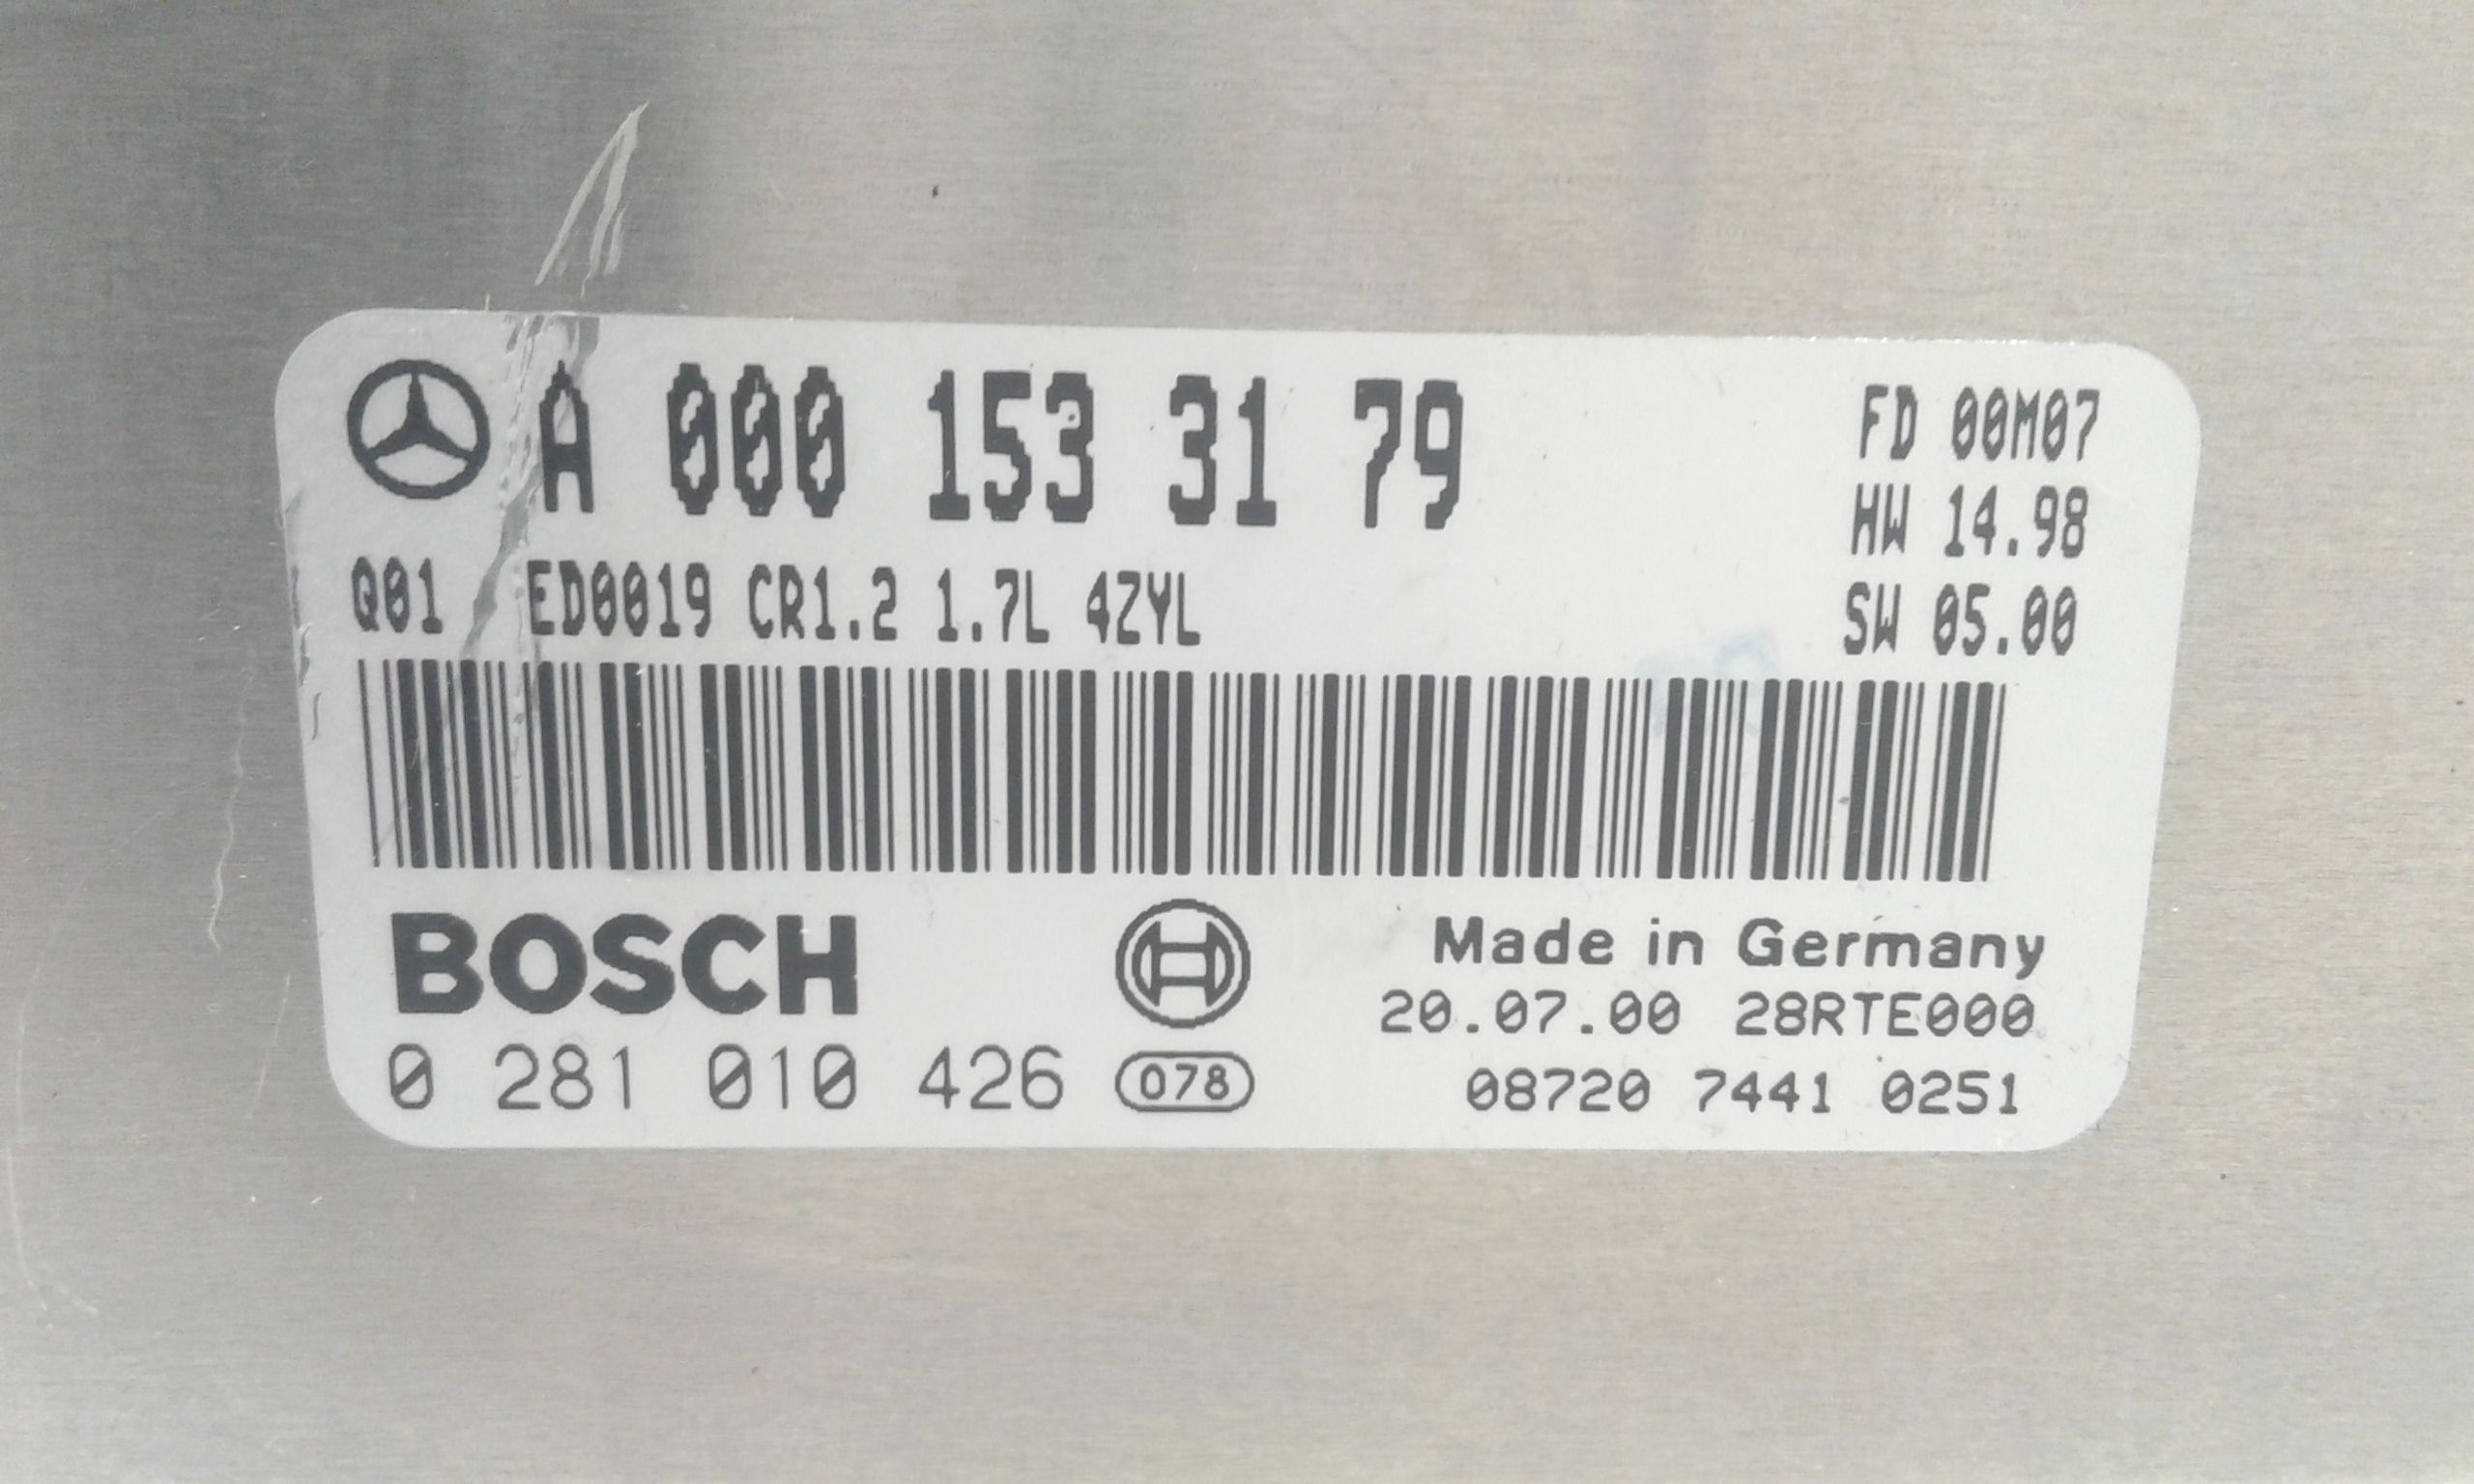 A 000 153 31 79
FD 00M07
HW 14.98
SW 05.00
Q01 ED0019 CR1.2 1.7L 4ZYL
BOSCH
Made in Germany
20.07.00 28RTE000
0 281 010 426 078
08720 7441 0251